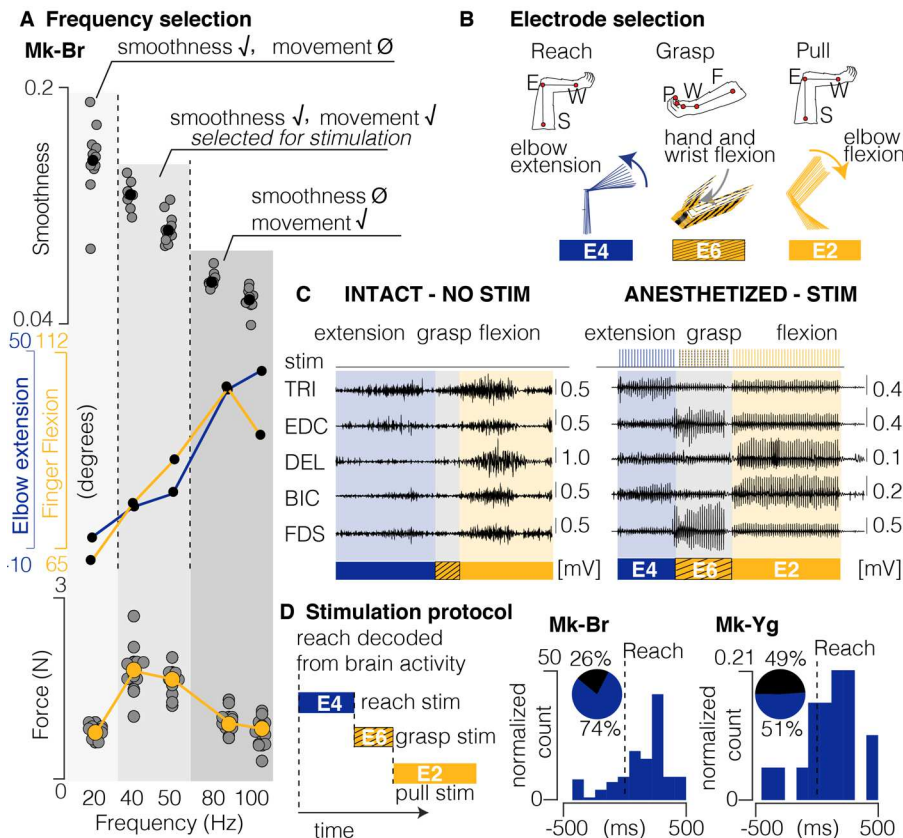 A Frequency selection
Mk-Br
smoothness √, movement Ø
smoothness √, movement √
selected for stimulation
smoothness Ø
movement √
0.2
Smoothness
0.04
50
112
Elbow extension
Finger Flexion
(degrees)
-10
65
3
Force (N)
0
20 40 60 80 100
Frequency (Hz)
B Electrode selection
Reach Grasp Pull
E W S
P W F
E W S
elbow
extension
hand and
wrist flexion
elbow
flexion
E4 E6 E2
C INTACT - NO STIM
ANESTHETIZED - STIM
extension grasp flexion
extension grasp flexion
stim
TRI 0.5 0.4
EDC 0.5 0.4
DEL 1.0 0.1
BIC 0.5 0.2
FDS 0.5 0.5
[mV]
E4 E6 E2 [mV]
D Stimulation protocol
reach decoded
from brain activity
E4 reach stim
E6 grasp stim
E2
pull stim
time
Mk-Br
Reach
50
26%
74%
normalized
count
0
-500 (ms) 500
Mk-Yg
Reach
0.21
49%
51%
normalized
count
0
-500 (ms) 500